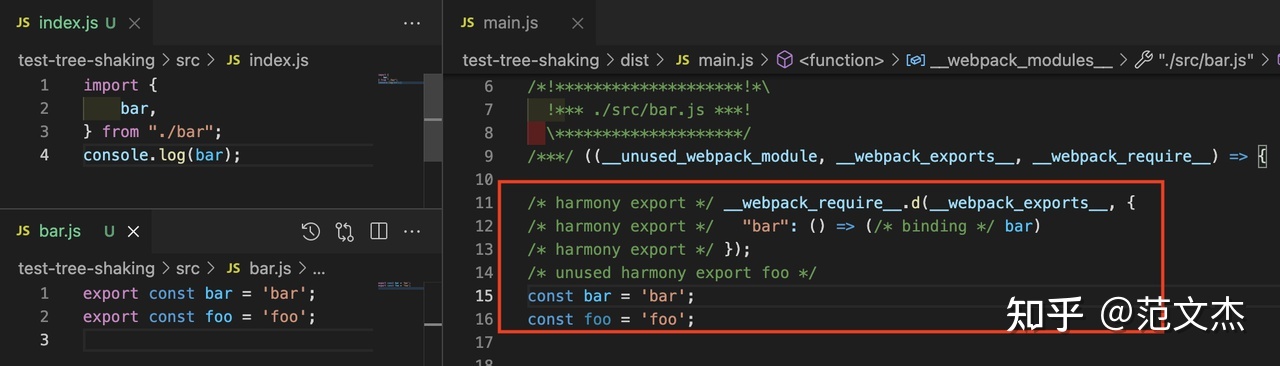 JS index.js U ×
test-tree-shaking > src > JS index.js
1 import {
2     bar,
3 } from "./bar";
4 console.log(bar);
JS bar.js U ×
test-tree-shaking > src > JS bar.js > ...
1 export const bar = 'bar';
2 export const foo = 'foo';
3
JS main.js ×
test-tree-shaking > dist > JS main.js > <function> > __webpack_modules__ > "./src/bar.js" >
6 /*!********************!*\
7   !*** ./src/bar.js ***!
8   \********************/
9 /***/ ((__unused_webpack_module, __webpack_exports__, __webpack_require__) => {
10
11 /* harmony export */ __webpack_require__.d(__webpack_exports__, {
12 /* harmony export */   "bar": () => (/* binding */ bar)
13 /* harmony export */ });
14 /* unused harmony export foo */
15 const bar = 'bar';
16 const foo = 'foo';
17
18
知乎 @范文杰